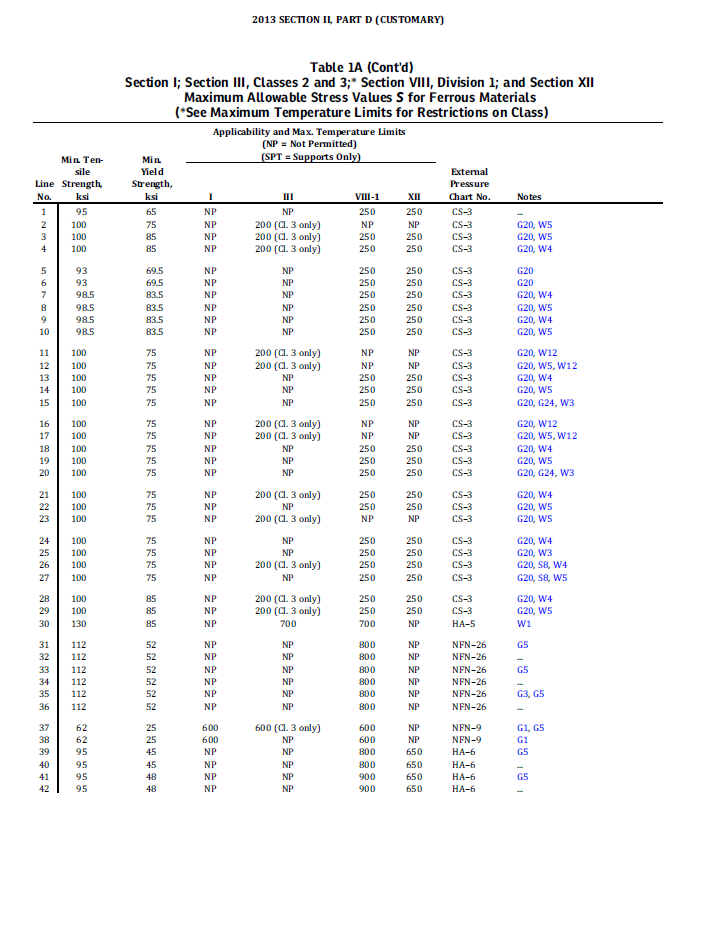 2013 SECTION II, PART D (CUSTOMARY)
Table 1A (Cont'd)
Section I; Section III, Classes 2 and 3;* Section VIII, Division 1; and Section XII
Maximum Allowable Stress Values S for Ferrous Materials
(*See Maximum Temperature Limits for Restrictions on Class)
Applicability and Max. Temperature Limits
(NP = Not Permitted)
(SPT = Supports Only)
Min. Ten- Min.
sile Yield External
Line Strength, Strength, Pressure
No. ksi ksi I III VIII-1 XII Chart No. Notes
1 95 65 NP NP 250 250 CS–3 ...
2 100 75 NP 200 (Cl. 3 only) NP NP CS–3 G20, W5
3 100 85 NP 200 (Cl. 3 only) 250 250 CS–3 G20, W5
4 100 85 NP 200 (Cl. 3 only) 250 250 CS–3 G20, W4
5 93 69.5 NP NP 250 250 CS–3 G20
6 93 69.5 NP NP 250 250 CS–3 G20
7 98.5 83.5 NP NP 250 250 CS–3 G20, W4
8 98.5 83.5 NP NP 250 250 CS–3 G20, W5
9 98.5 83.5 NP NP 250 250 CS–3 G20, W4
10 98.5 83.5 NP NP 250 250 CS–3 G20, W5
11 100 75 NP 200 (Cl. 3 only) NP NP CS–3 G20, W12
12 100 75 NP 200 (Cl. 3 only) NP NP CS–3 G20, W5, W12
13 100 75 NP NP 250 250 CS–3 G20, W4
14 100 75 NP NP 250 250 CS–3 G20, W5
15 100 75 NP NP 250 250 CS–3 G20, G24, W3
16 100 75 NP 200 (Cl. 3 only) NP NP CS–3 G20, W12
17 100 75 NP 200 (Cl. 3 only) NP NP CS–3 G20, W5, W12
18 100 75 NP NP 250 250 CS–3 G20, W4
19 100 75 NP NP 250 250 CS–3 G20, W5
20 100 75 NP NP 250 250 CS–3 G20, G24, W3
21 100 75 NP 200 (Cl. 3 only) 250 250 CS–3 G20, W4
22 100 75 NP NP 250 250 CS–3 G20, W5
23 100 75 NP 200 (Cl. 3 only) NP NP CS–3 G20, W5
24 100 75 NP NP 250 250 CS–3 G20, W4
25 100 75 NP NP 250 250 CS–3 G20, W3
26 100 75 NP 200 (Cl. 3 only) 250 250 CS–3 G20, S8, W4
27 100 75 NP NP 250 250 CS–3 G20, S8, W5
28 100 85 NP 200 (Cl. 3 only) 250 250 CS–3 G20, W4
29 100 85 NP 200 (Cl. 3 only) 250 250 CS–3 G20, W5
30 130 85 NP 700 700 NP HA–5 W1
31 112 52 NP NP 800 NP NFN–26 G5
32 112 52 NP NP 800 NP NFN–26 ...
33 112 52 NP NP 800 NP NFN–26 G5
34 112 52 NP NP 800 NP NFN–26 ...
35 112 52 NP NP 800 NP NFN–26 G3, G5
36 112 52 NP NP 800 NP NFN–26 ...
37 62 25 600 600 (Cl. 3 only) 600 NP NFN–9 G1, G5
38 62 25 600 NP 600 NP NFN–9 G1
39 95 45 NP NP 800 650 HA–6 G5
40 95 45 NP NP 800 650 HA–6 ...
41 95 48 NP NP 900 650 HA–6 G5
42 95 48 NP NP 900 650 HA–6 ...